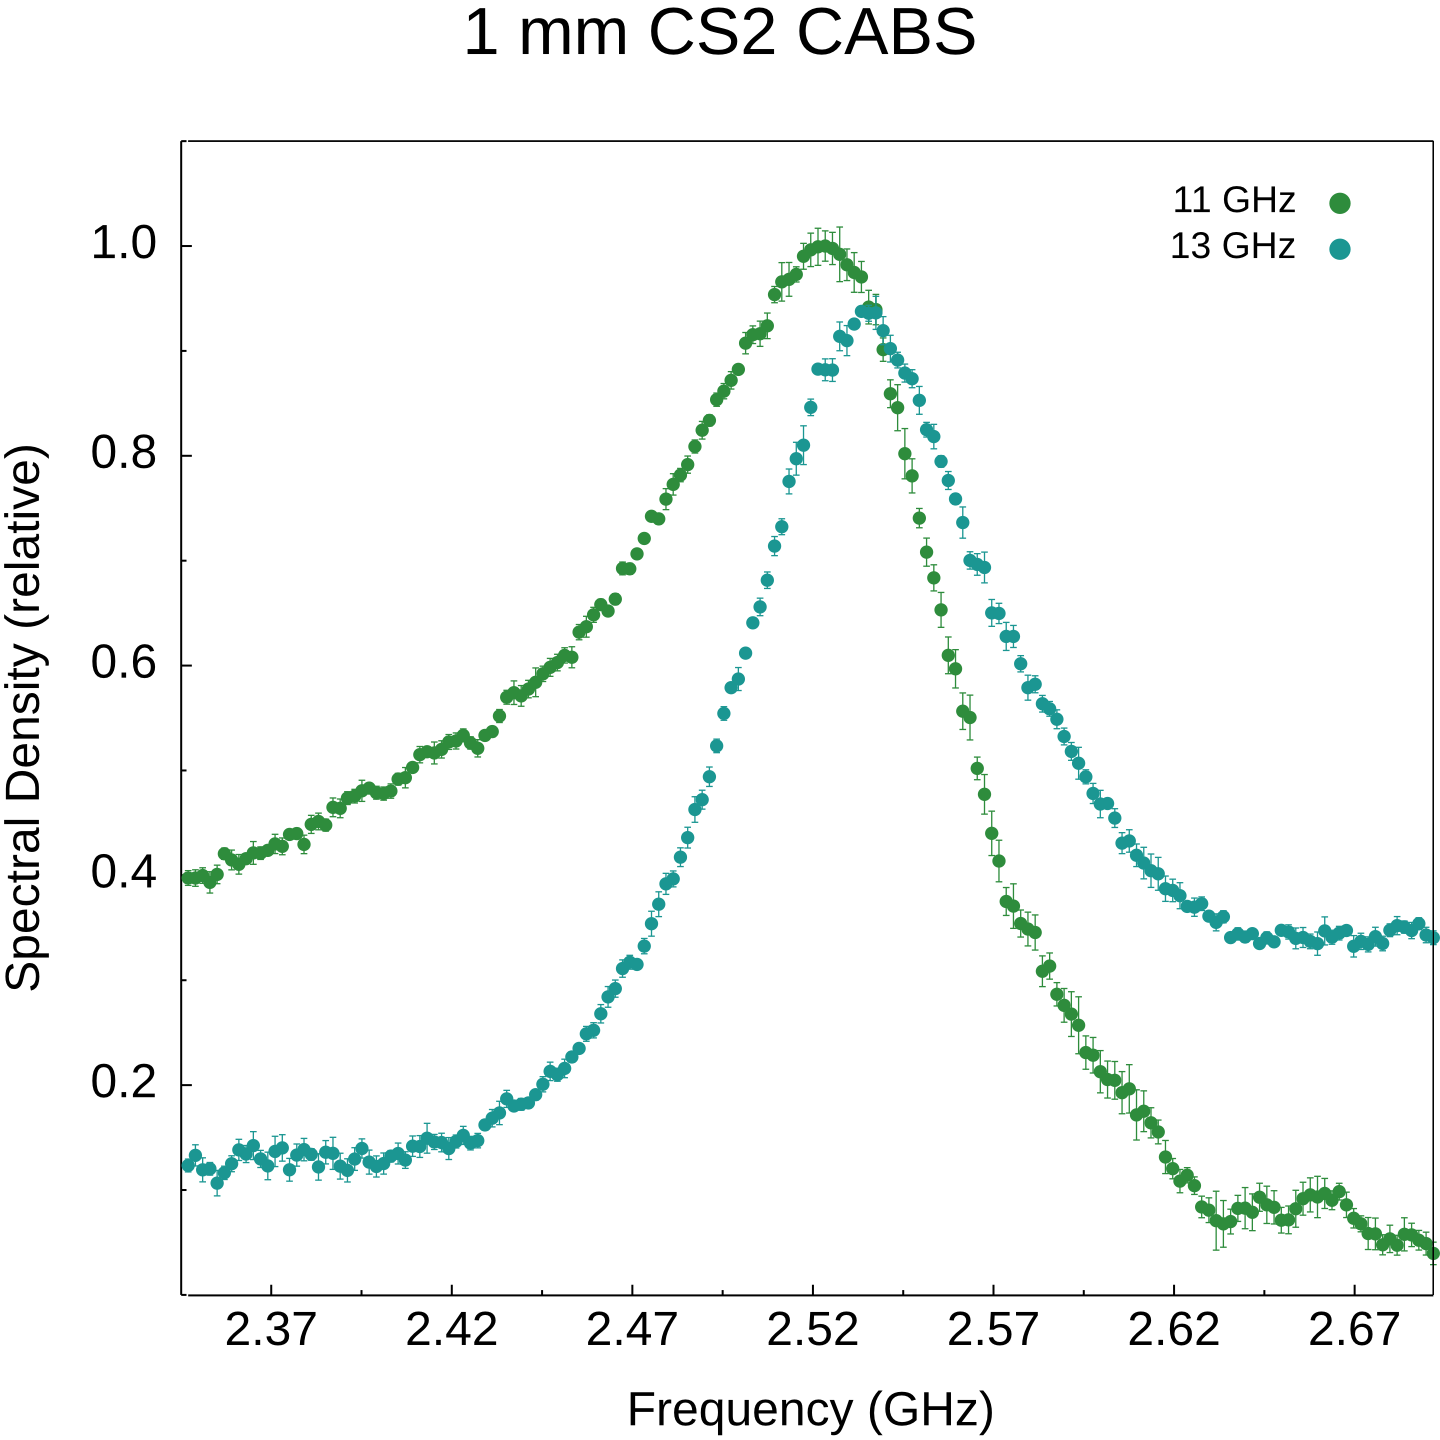 1 mm CS2 CABS
11 GHz
13 GHz
1.0
0.8
0.6
0.4
0.2
Spectral Density (relative)
2.37 2.42 2.47 2.52 2.57 2.62 2.67
Frequency (GHz)